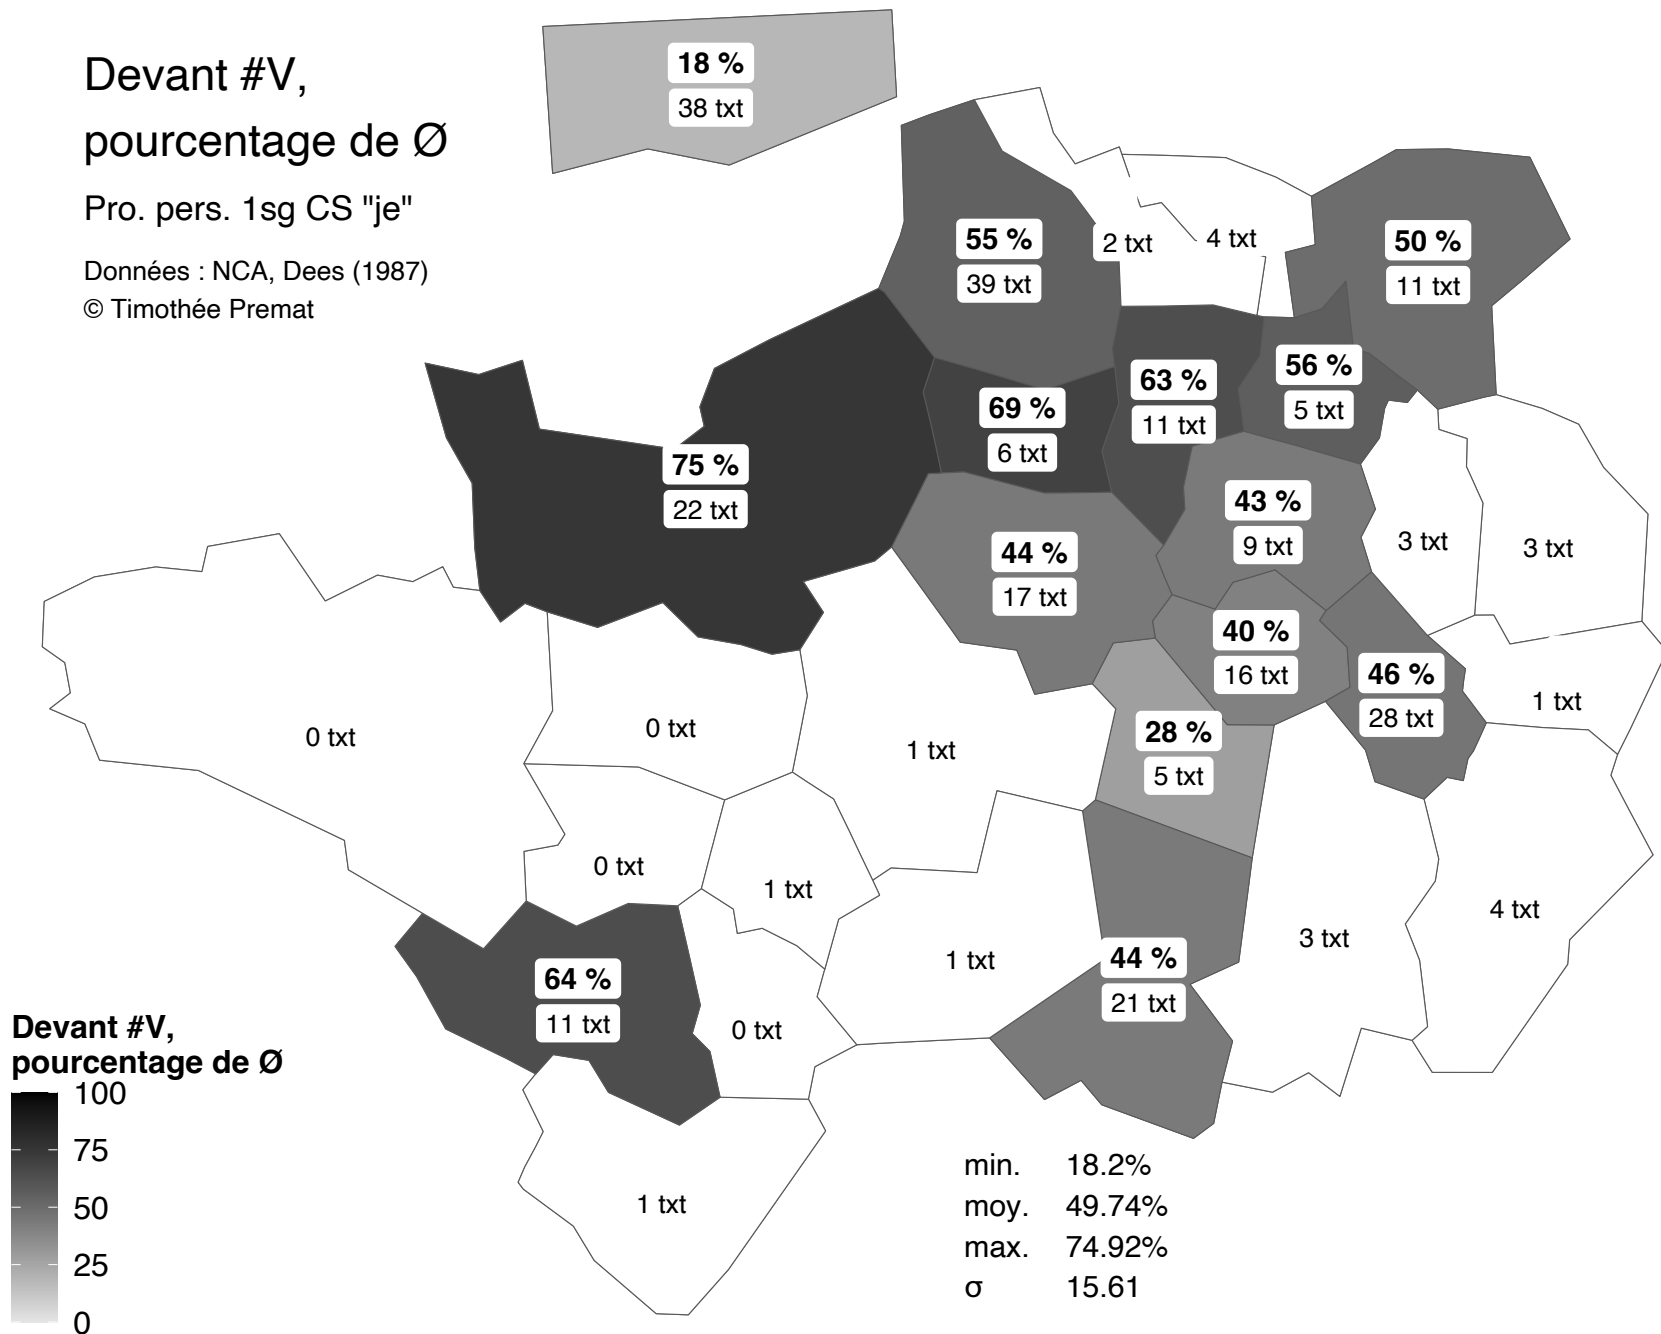 Devant #V,
pourcentage de Ø
Pro. pers. 1sg CS "je"
Données : NCA, Dees (1987)
© Timothée Premat
18 %
38 txt
55 %
39 txt
2 txt
4 txt
50 %
11 txt
75 %
22 txt
69 %
6 txt
63 %
11 txt
56 %
5 txt
44 %
17 txt
43 %
9 txt
3 txt
3 txt
40 %
16 txt
46 %
28 txt
1 txt
0 txt
0 txt
1 txt
28 %
5 txt
0 txt
1 txt
4 txt
3 txt
1 txt
44 %
21 txt
64 %
11 txt
0 txt
1 txt
Devant #V,
pourcentage de Ø
100
75
50
25
0
min. 18.2%
moy. 49.74%
max. 74.92%
σ 15.61